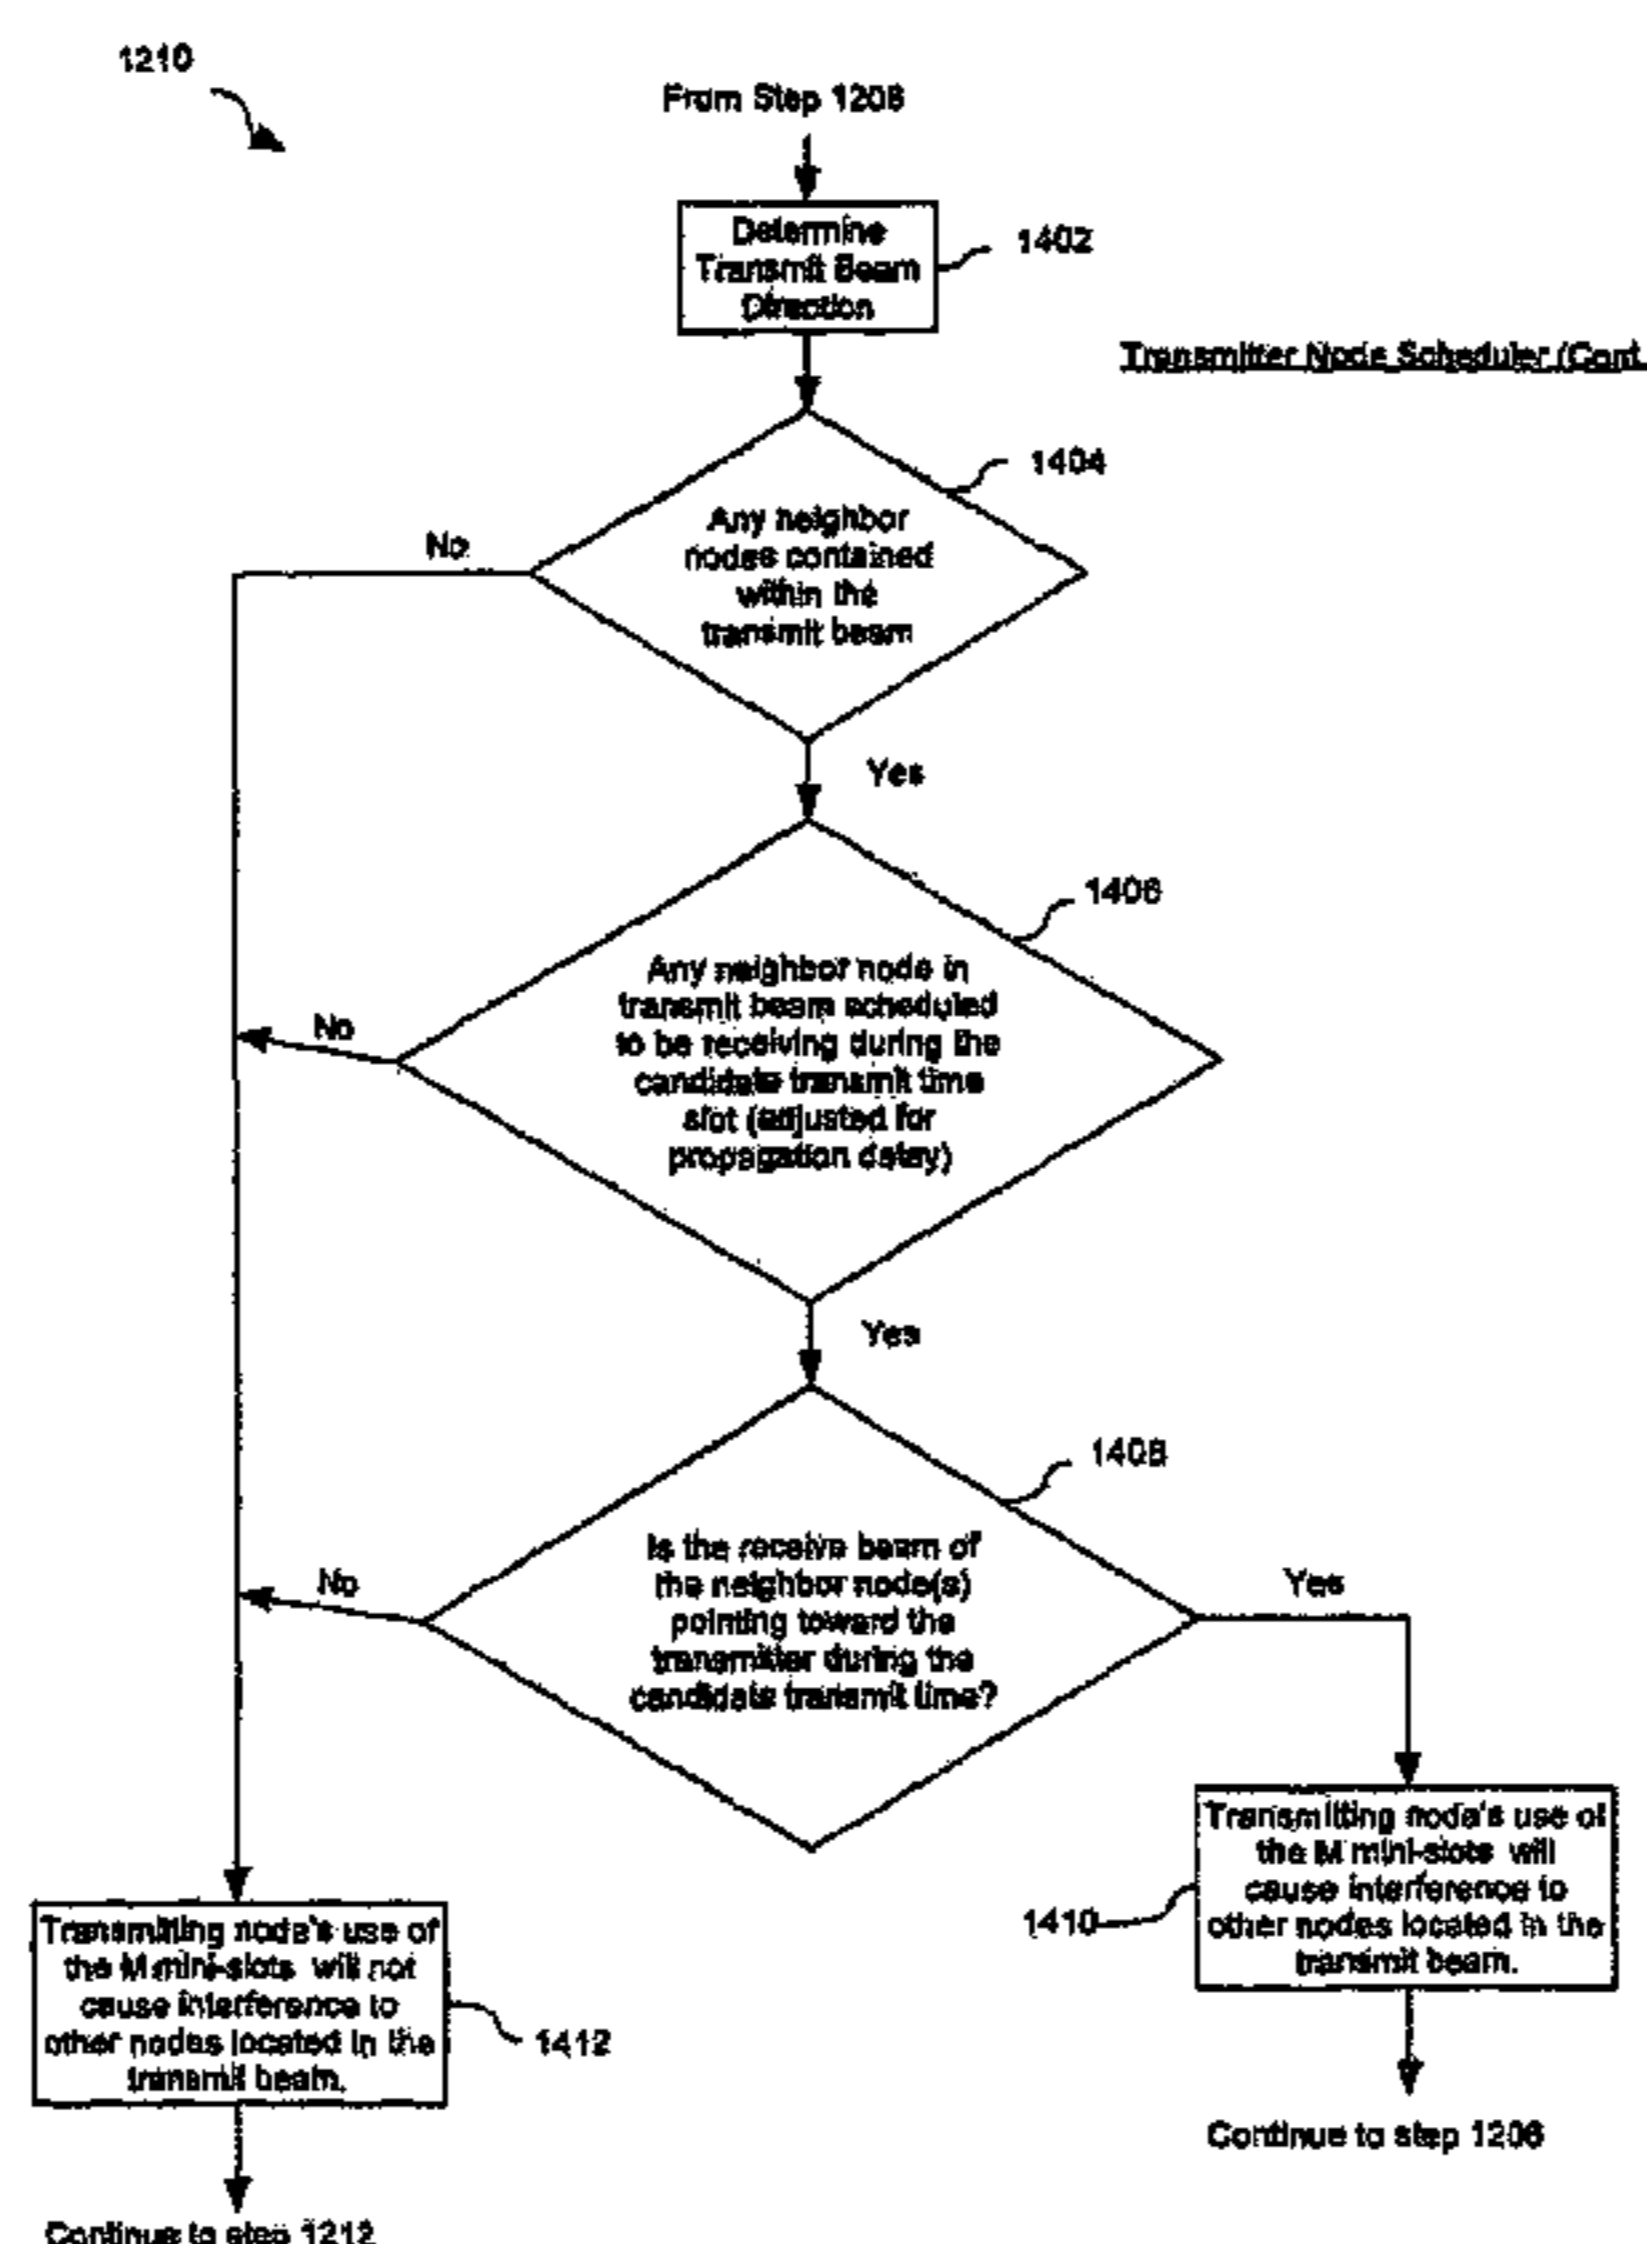 1210
From Step 1208
Determine
Transmit Beam
Direction
1402
Transmitter Node Scheduler (Cont.
1404
Any neighbor
nodes contained
within the
transmit beam
No
Yes
1406
Any neighbor node in
transmit beam scheduled
to be receiving during the
candidate transmit time
slot (adjusted for
propagation delay)
No
Yes
1408
Is the receive beam of
the neighbor node(s)
pointing toward the
transmitter during the
candidate transmit time?
No
Yes
Transmitting node's use of
the M mini-slots will
cause interference to
other nodes located in the
transmit beam.
1410
Transmitting node's use of
the M mini-slots will not
cause interference to
other nodes located in the
transmit beam.
1412
Continue to step 1206
Continue to step 1212